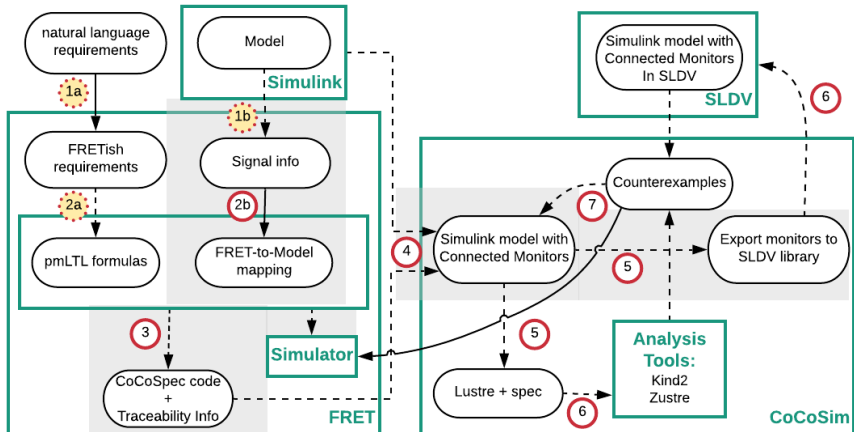 natural language
requirements
Model
Simulink
1a
1b
FRETish
requirements
Signal info
2a
2b
pmLTL formulas
FRET-to-Model
mapping
3
Simulator
CoCoSpec code
+
Traceability Info
FRET
Simulink model with
Connected Monitors
In SLDV
SLDV
6
Counterexamples
7
4
Simulink model with
Connected Monitors
5
Export monitors to
SLDV library
5
Lustre + spec
6
Analysis
Tools:
Kind2
Zustre
CoCoSim